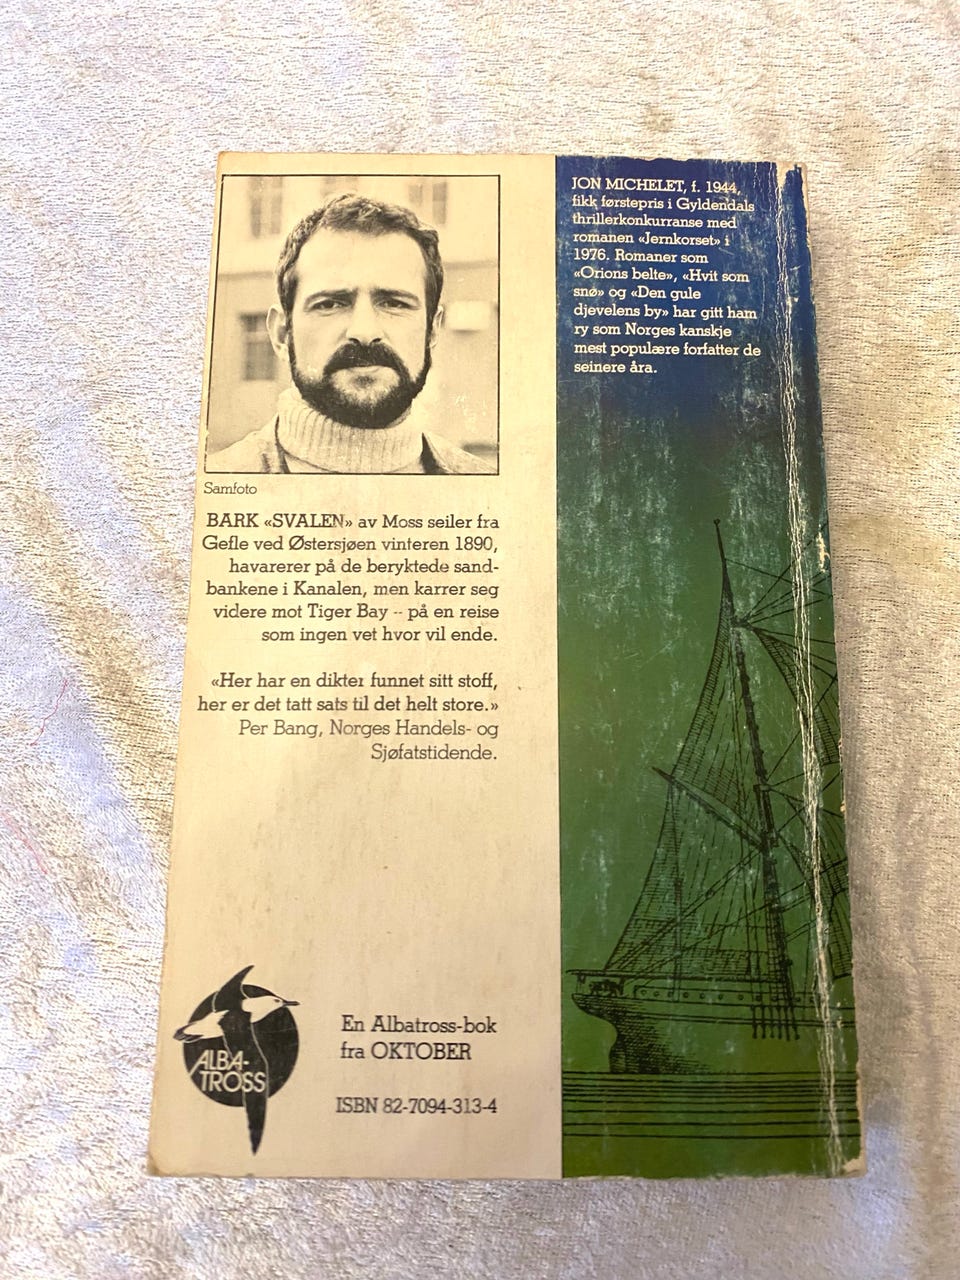 Samfoto
BARK «SVALEN» av Moss seiler fra
Gefle ved Østersjøen vinteren 1890,
havarerer på de beryktede sand-
bankene i Kanalen, men karrer seg
videre mot Tiger Bay -- på en reise
som ingen vet hvor vil ende.
«Her har en dikter funnet sitt stoff,
her er det tatt sats til det helt store.»
Per Bang, Norges Handels- og
Sjøfatstidende.
ALBA-
TROSS
En Albatross-bok
fra OKTOBER
ISBN 82-7094-313-4
JON MICHELET, f. 1944,
fikk førstepris i Gyldendals
thrillerkonkurranse med
romanen «Jernkorset» i
1976. Romaner som
«Orions belte», «Hvit som
snø» og «Den gule
djevelens by» har gitt ham
ry som Norges kanskje
mest populære forfatter de
seinere åra.